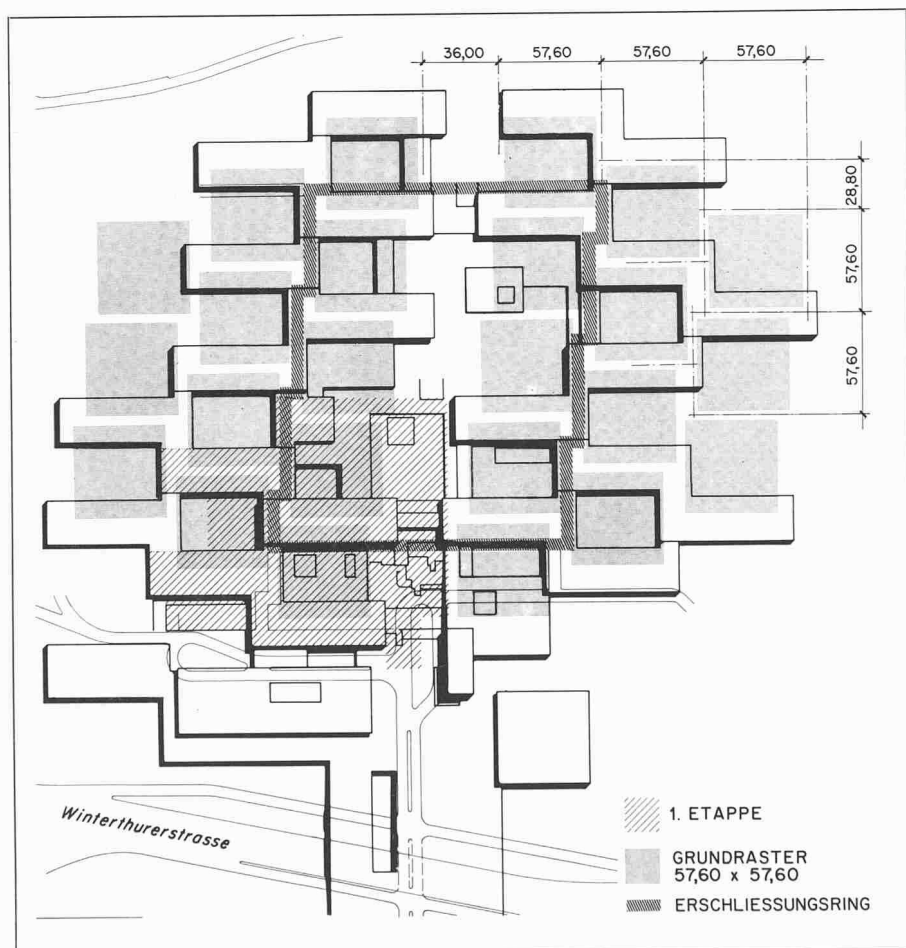 36,00 57,60 57,60 57,60
28,80
57,60
57,60
Winterthurerstrasse
1. ETAPPE
GRUNDRASTER
57,60 x 57,60
ERSCHLIESSUNGSRING